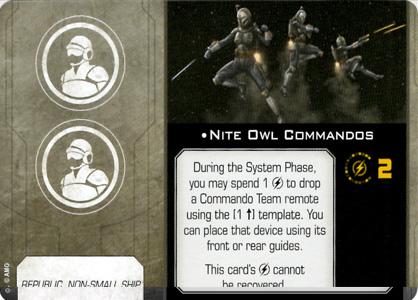 •Nite Owl Commandos
2
During the System Phase,
you may spend 1 to drop
a Commando Team remote
using the [1 ] template. You
can place that device using its
front or rear guides.
This card's cannot
be recovered.
REPUBLIC, NON-SMALL SHIP
© AMG